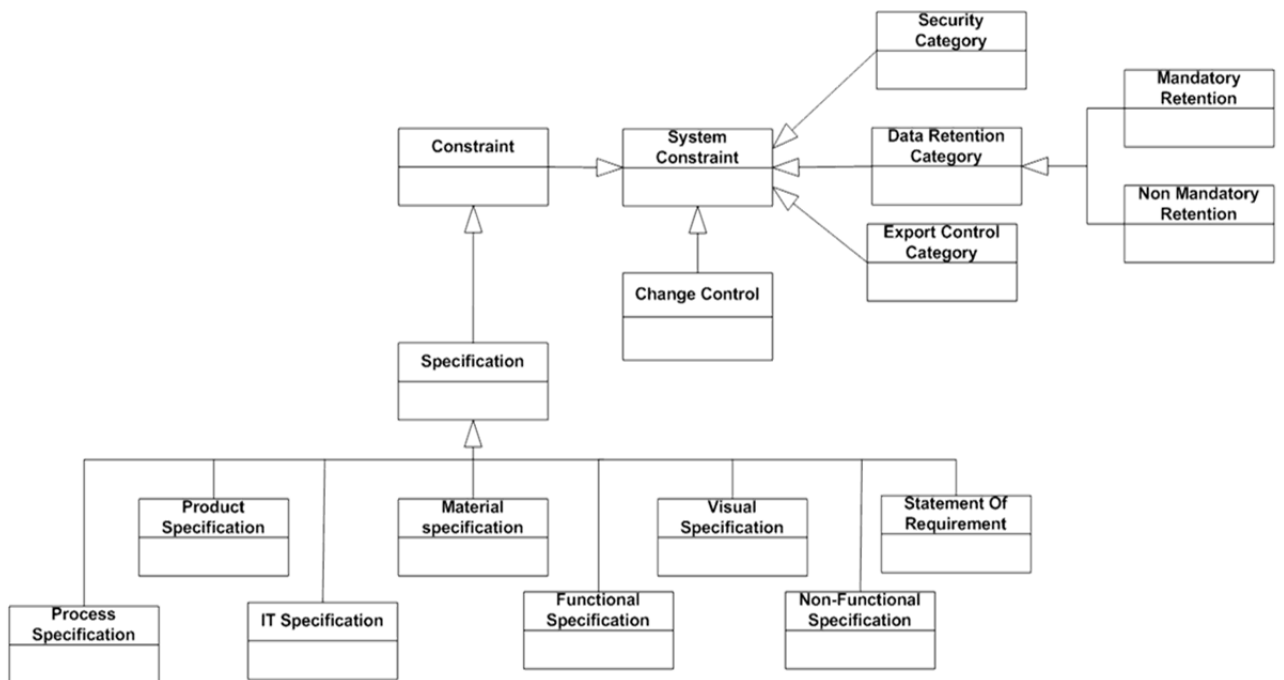 Security
Category
Mandatory
Retention
Constraint
System
Constraint
Data Retention
Category
Non Mandatory
Retention
Export Control
Category
Change Control
Specification
Product
Specification
Material
specification
Visual
Specification
Statement Of
Requirement
Process
Specification
IT Specification
Functional
Specification
Non-Functional
Specification